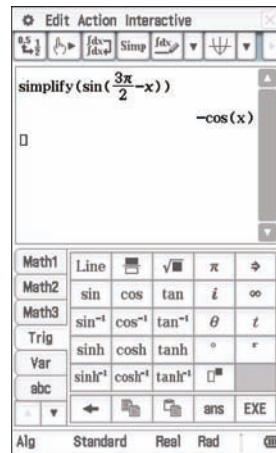 Edit Action Interactive
Simp
simplify(sin(3π/2−x))
−cos(x)
Math1 Line √■ π ⇒
Math2 sin cos tan i ∞
Math3 sin⁻¹ cos⁻¹ tan⁻¹ θ t
Trig sinh cosh tanh ° r
Var sinh⁻¹ cosh⁻¹ tanh⁻¹
abc
ans EXE
Alg Standard Real Rad